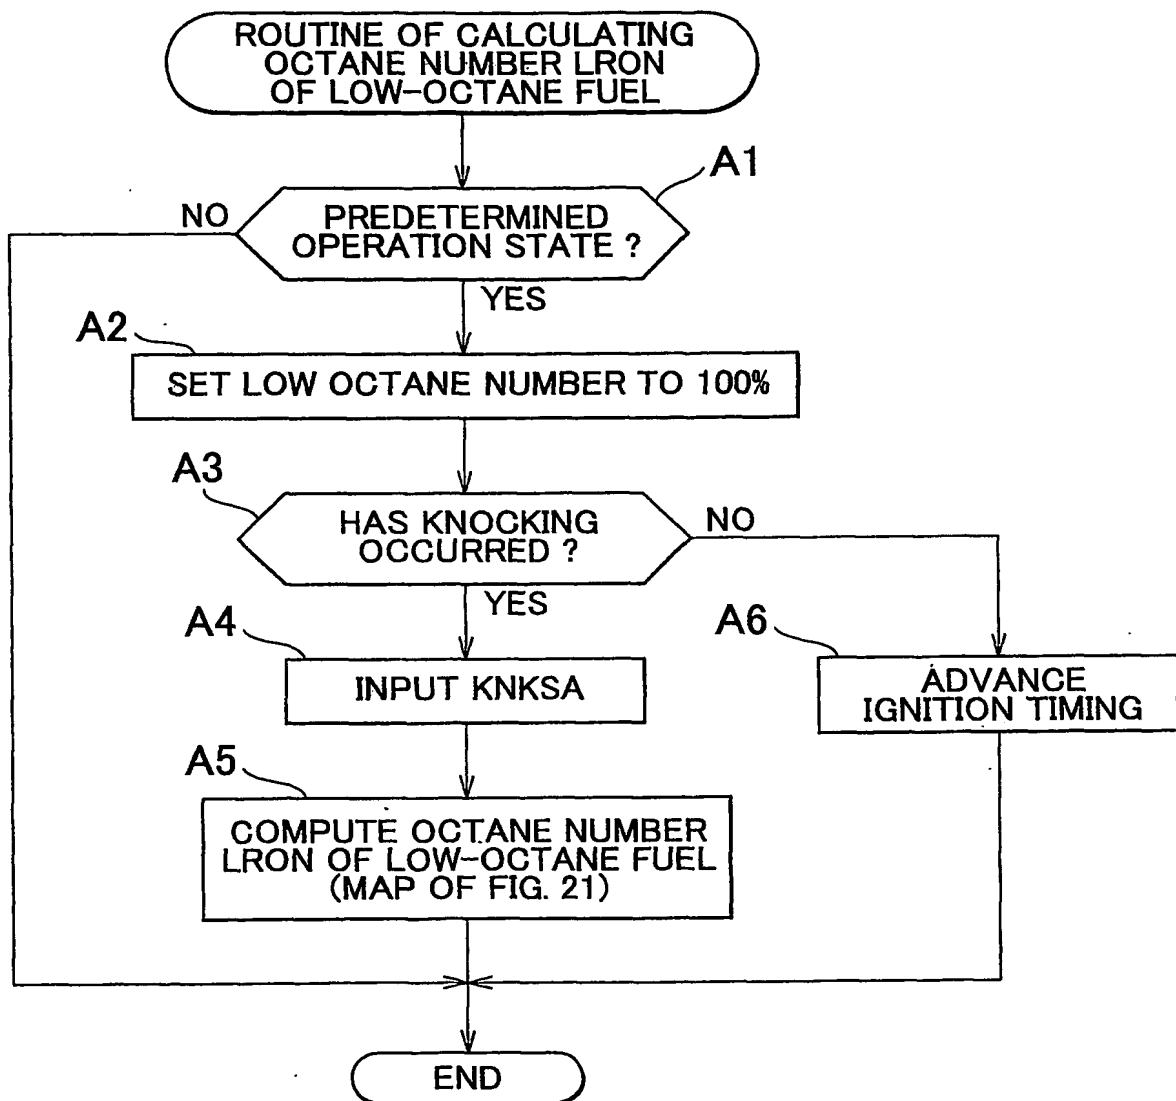 ROUTINE OF CALCULATING
OCTANE NUMBER LRON
OF LOW-OCTANE FUEL
A1
NO
PREDETERMINED
OPERATION STATE ?
YES
A2
SET LOW OCTANE NUMBER TO 100%
A3
HAS KNOCKING
OCCURRED ?
NO
YES
A4
INPUT KNKSA
A6
ADVANCE
IGNITION TIMING
A5
COMPUTE OCTANE NUMBER
LRON OF LOW-OCTANE FUEL
(MAP OF FIG. 21)
END